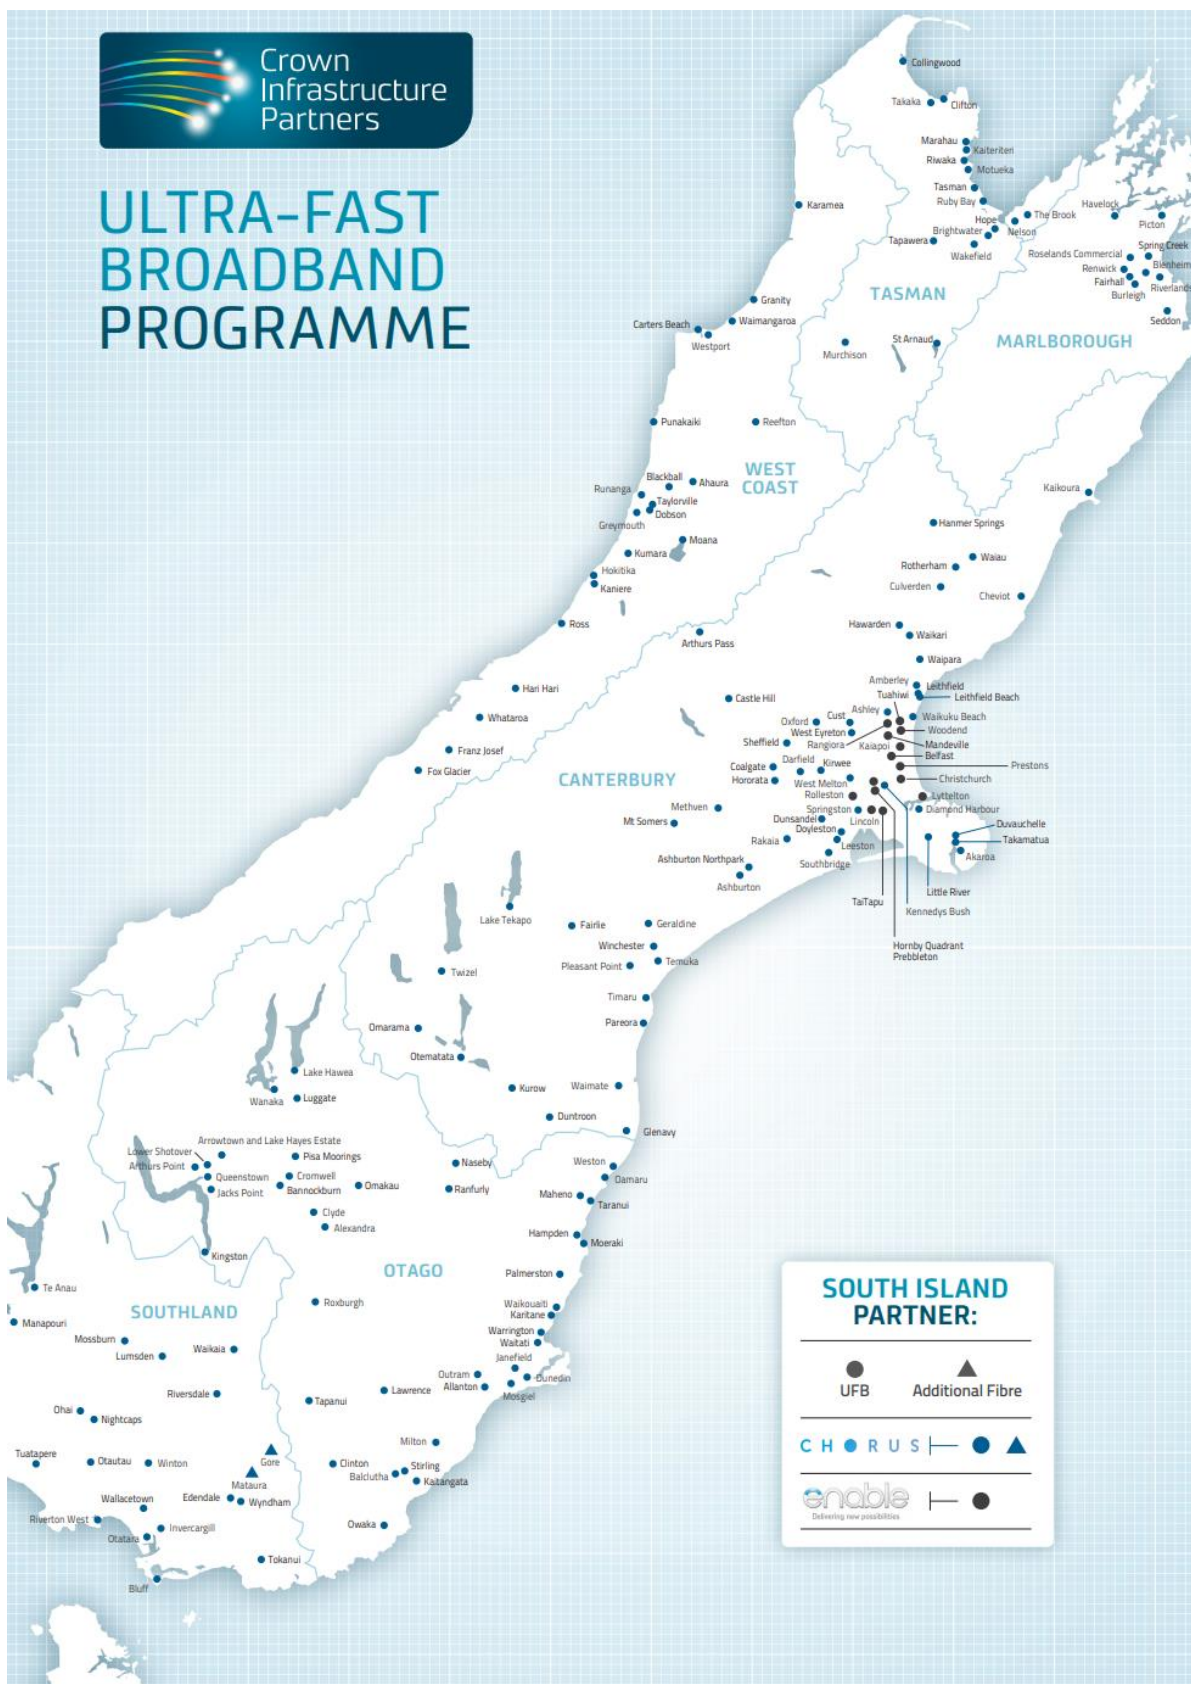 Crown
Infrastructure
Partners
ULTRA-FAST
BROADBAND
PROGRAMME
Collingwood
Takaka
Clifton
Marahau
Kaiteriteri
Riwaka
Motueka
Tasman
Ruby Bay
Karamea
Havelock
Hope
The Brook
Picton
Brightwater
Nelson
Tapawera
Wakefield
Spring Creek
Roselands Commercial
Renwick
Blenheim
Fairhall
Riverlands
Burleigh
TASMAN
Granity
Seddon
Carters Beach
Waimangaroa
Westport
Murchison
St Arnaud
MARLBOROUGH
Punakaiki
Reefton
WEST
COAST
Blackball
Ahaura
Runanga
Taylorville
Dobson
Greymouth
Kaikoura
Hanmer Springs
Moana
Kumara
Waiau
Rotherham
Hokitika
Kaniere
Culverden
Cheviot
Ross
Hawarden
Waikari
Arthurs Pass
Waipara
Hari Hari
Amberley
Leithfield
Tuahiwi
Leithfield Beach
Castle Hill
Whataroa
Ashley
Cust
Waikuku Beach
Oxford
Woodend
West Eyreton
Rangiora
Sheffield
Kaiapoi
Mandeville
Franz Josef
Belfast
Darfield
Kirwee
Prestons
Coalgate
Fox Glacier
CANTERBURY
Hororata
West Melton
Christchurch
Rolleston
Lyttelton
Methven
Springston
Diamond Harbour
Mt Somers
Dunsandel
Lincoln
Duvauchelle
Doyleston
Rakaia
Leeston
Takamatua
Akaroa
Southbridge
Ashburton Northpark
Ashburton
Little River
TaiTapu
Kennedys Bush
Lake Tekapo
Fairlie
Geraldine
Winchester
Hornby Quadrant
Prebbleton
Temuka
Pleasant Point
Twizel
Timaru
Pareora
Omarama
Otematata
Lake Hawea
Kurow
Waimate
Wanaka
Luggate
Duntroon
Glenavy
Arrowtown and Lake Hayes Estate
Lower Shotover
Pisa Moorings
Arthurs Point
Naseby
Weston
Queenstown
Cromwell
Oamaru
Jacks Point
Bannockburn
Omakau
Ranfurly
Maheno
Taranui
Clyde
Alexandra
Hampden
Moeraki
Kingston
OTAGO
Palmerston
Te Anau
SOUTHLAND
Roxburgh
Waikouaiti
Karitane
Manapouri
Warrington
Mossburn
Waitati
Waikaia
Lumsden
Janefield
Outram
Dunedin
Allanton
Mosgiel
Riversdale
Lawrence
Tapanui
Ohai
Nightcaps
Milton
Tuatapere
Gore
Otautau
Winton
Clinton
Stirling
Balclutha
Kaitangata
Mataura
Wallacetown
Edendale
Wyndham
Riverton West
Owaka
Invercargill
Otatara
Tokanui
Bluff
SOUTH ISLAND
PARTNER:
UFB
Additional Fibre
CHORUS
enable
Delivering new possibilities